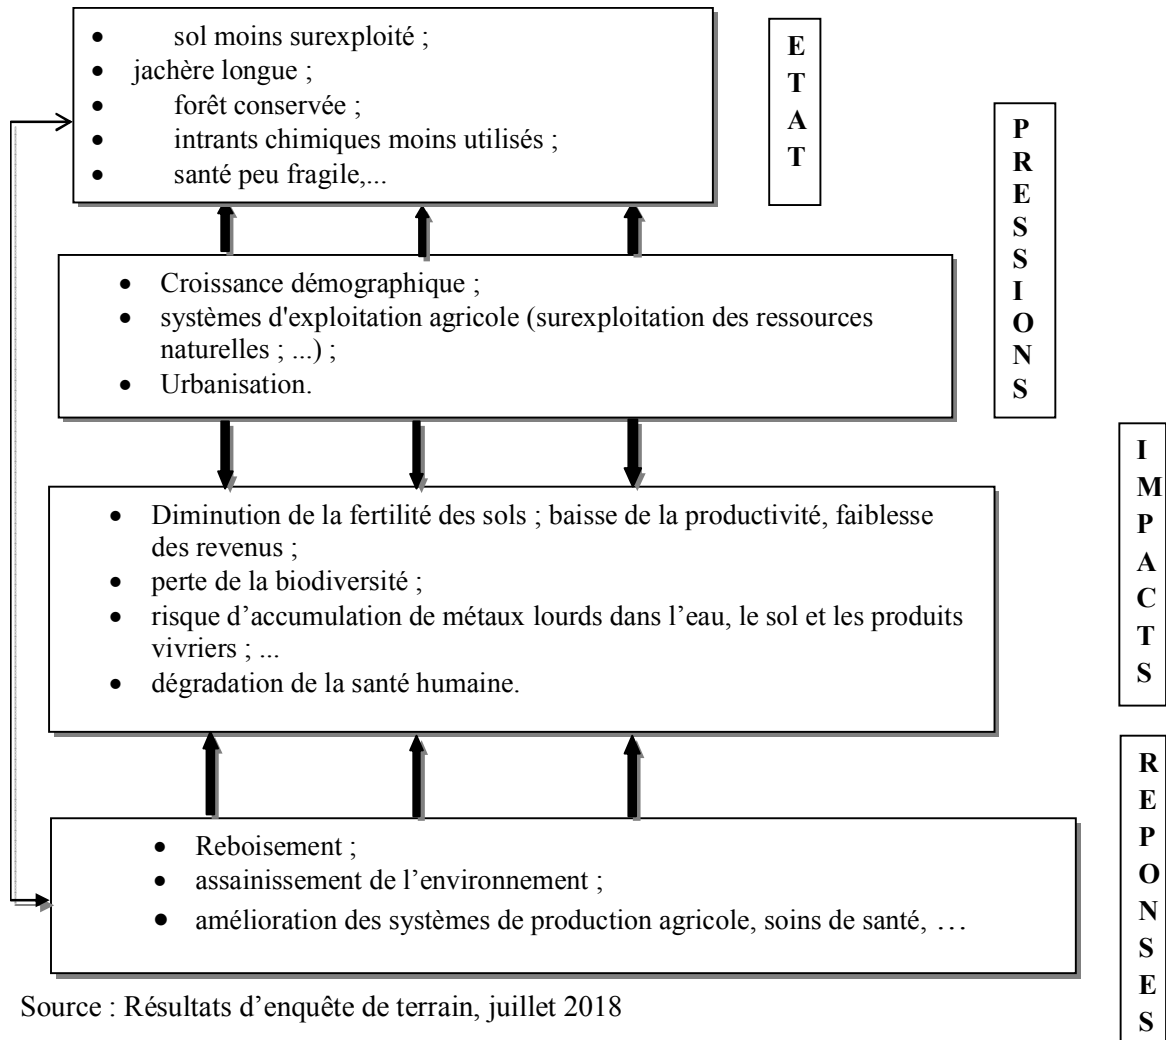 • sol moins surexploité ;
• jachère longue ;
• forêt conservée ;
• intrants chimiques moins utilisés ;
• santé peu fragile,...
ETAT
• Croissance démographique ;
• systèmes d'exploitation agricole (surexploitation des ressources
naturelles ; ...) ;
• Urbanisation.
PRESSIONS
• Diminution de la fertilité des sols ; baisse de la productivité, faiblesse
des revenus ;
• perte de la biodiversité ;
• risque d’accumulation de métaux lourds dans l’eau, le sol et les produits
vivriers ; ...
• dégradation de la santé humaine.
IMPACTS
• Reboisement ;
• assainissement de l’environnement ;
• amélioration des systèmes de production agricole, soins de santé, …
REPONSES
Source : Résultats d’enquête de terrain, juillet 2018